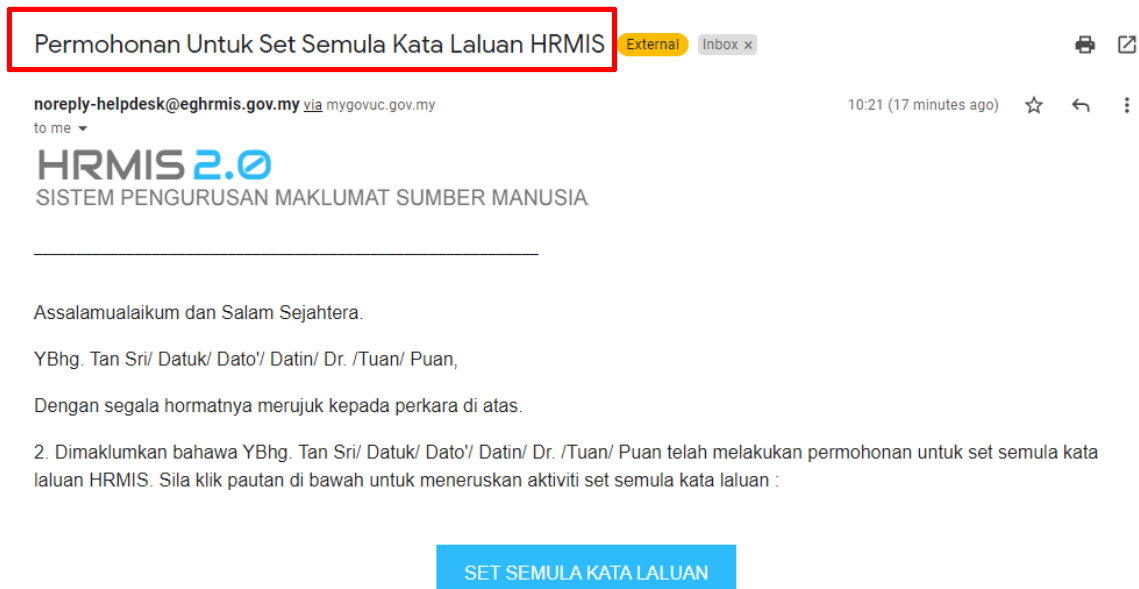 Permohonan Untuk Set Semula Kata Laluan HRMIS External Inbox x
noreply-helpdesk@eghrmis.gov.my via mygovuc.gov.my 10:21 (17 minutes ago)
to me
HRMIS 2.0
SISTEM PENGURUSAN MAKLUMAT SUMBER MANUSIA
Assalamualaikum dan Salam Sejahtera.
YBhg. Tan Sri/ Datuk/ Dato'/ Datin/ Dr. /Tuan/ Puan,
Dengan segala hormatnya merujuk kepada perkara di atas.
2. Dimaklumkan bahawa YBhg. Tan Sri/ Datuk/ Dato'/ Datin/ Dr. /Tuan/ Puan telah melakukan permohonan untuk set semula kata
laluan HRMIS. Sila klik pautan di bawah untuk meneruskan aktiviti set semula kata laluan :
SET SEMULA KATA LALUAN